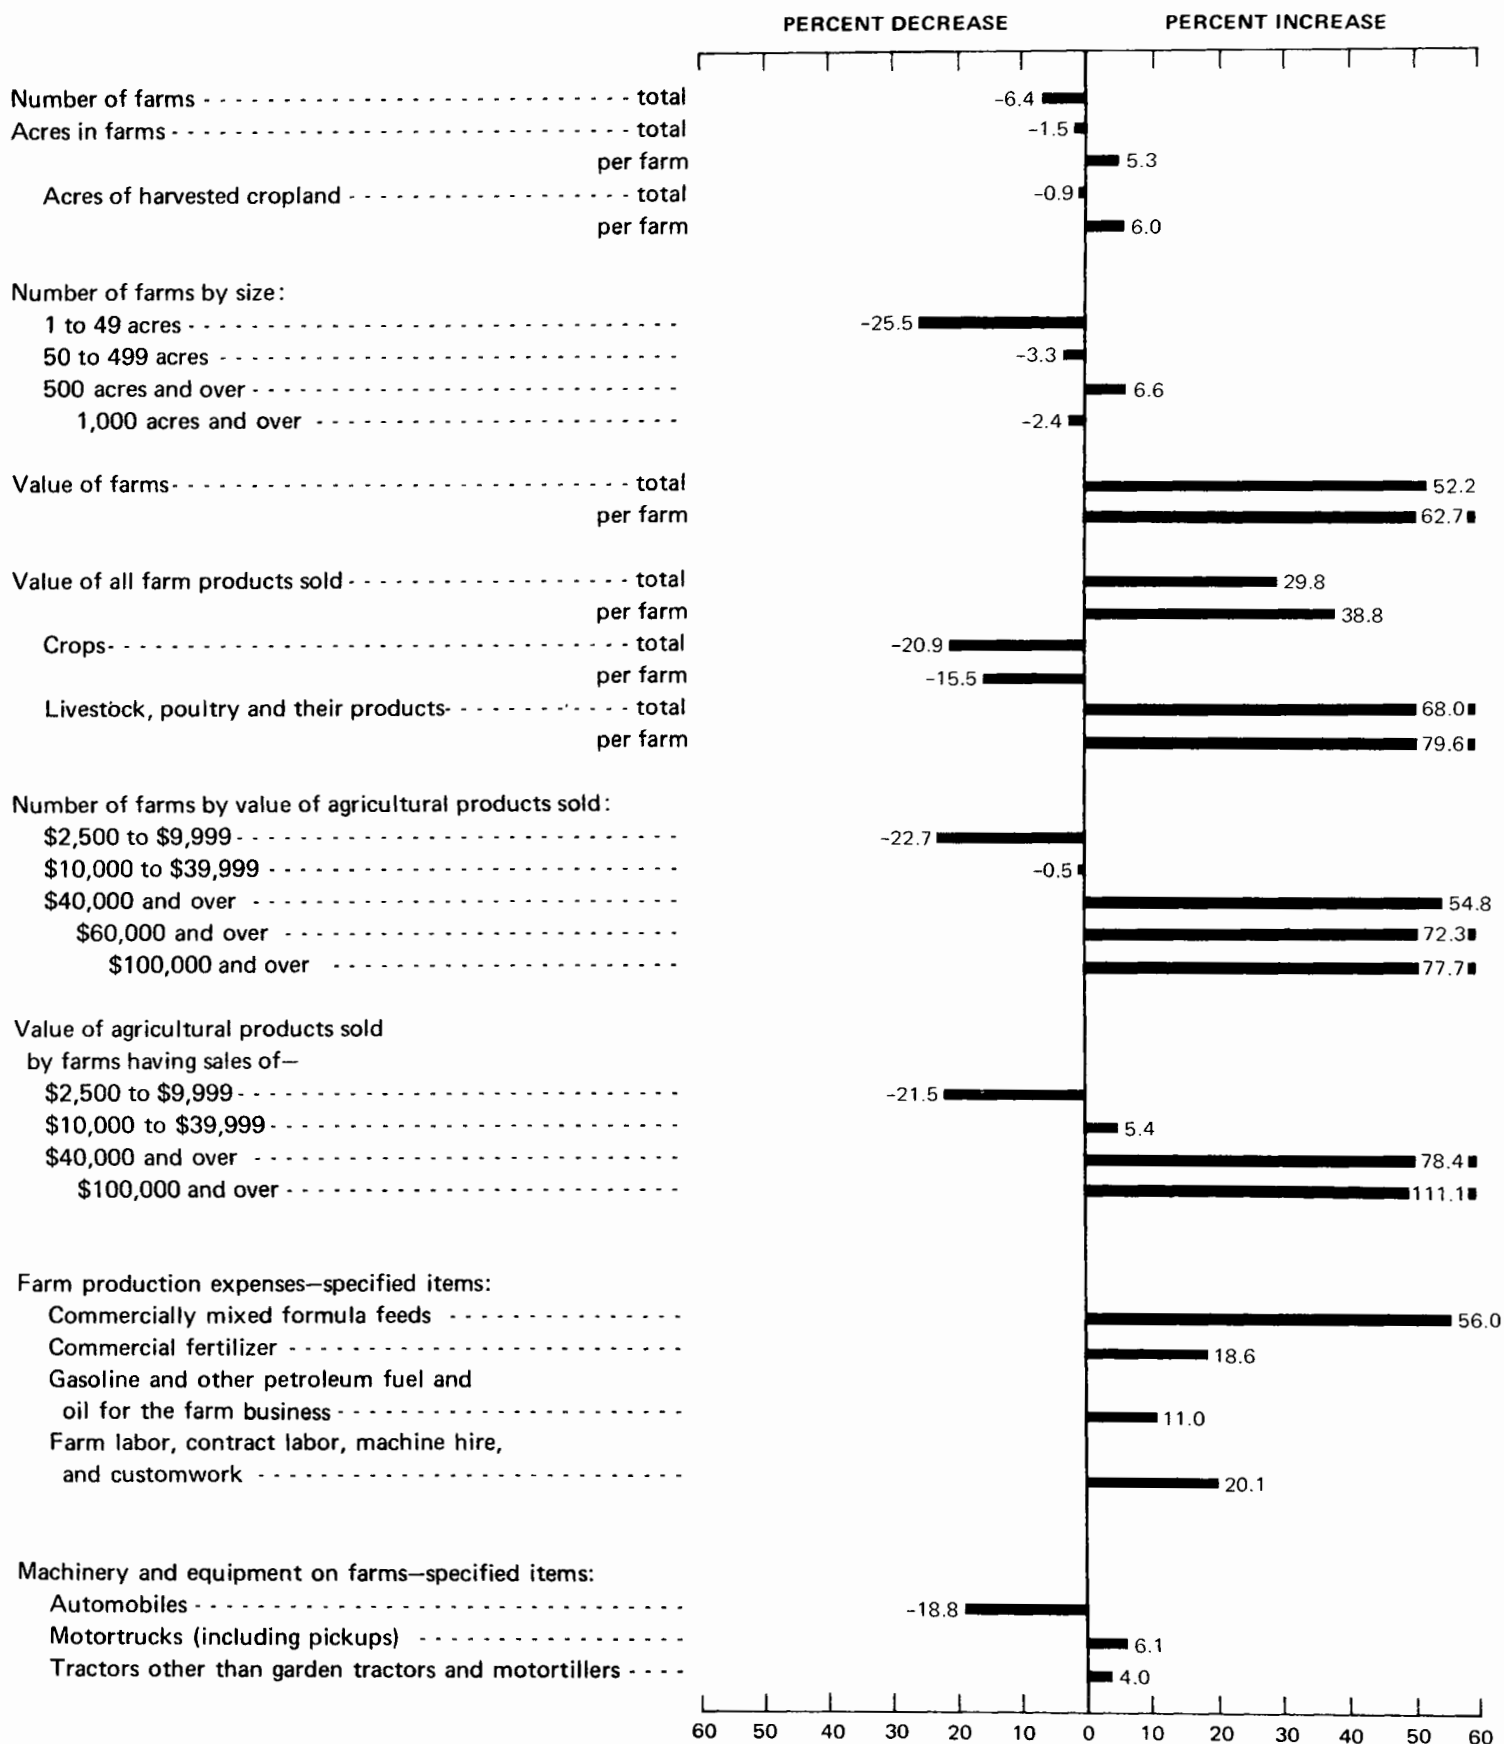 PERCENT DECREASE PERCENT INCREASE
Number of farms total -6.4
Acres in farms total -1.5
per farm 5.3
Acres of harvested cropland total -0.9
per farm 6.0
Number of farms by size:
1 to 49 acres -25.5
50 to 499 acres -3.3
500 acres and over 6.6
1,000 acres and over -2.4
Value of farms total 52.2
per farm 62.7
Value of all farm products sold total 29.8
per farm 38.8
Crops total -20.9
per farm -15.5
Livestock, poultry and their products total 68.0
per farm 79.6
Number of farms by value of agricultural products sold:
$2,500 to $9,999 -22.7
$10,000 to $39,999 -0.5
$40,000 and over 54.8
$60,000 and over 72.3
$100,000 and over 77.7
Value of agricultural products sold
by farms having sales of—
$2,500 to $9,999 -21.5
$10,000 to $39,999 5.4
$40,000 and over 78.4
$100,000 and over 111.1
Farm production expenses—specified items:
Commercially mixed formula feeds 56.0
Commercial fertilizer 18.6
Gasoline and other petroleum fuel and
oil for the farm business 11.0
Farm labor, contract labor, machine hire,
and customwork 20.1
Machinery and equipment on farms—specified items:
Automobiles -18.8
Motortrucks (including pickups) 6.1
Tractors other than garden tractors and motortillers 4.0
60 50 40 30 20 10 0 10 20 30 40 50 60